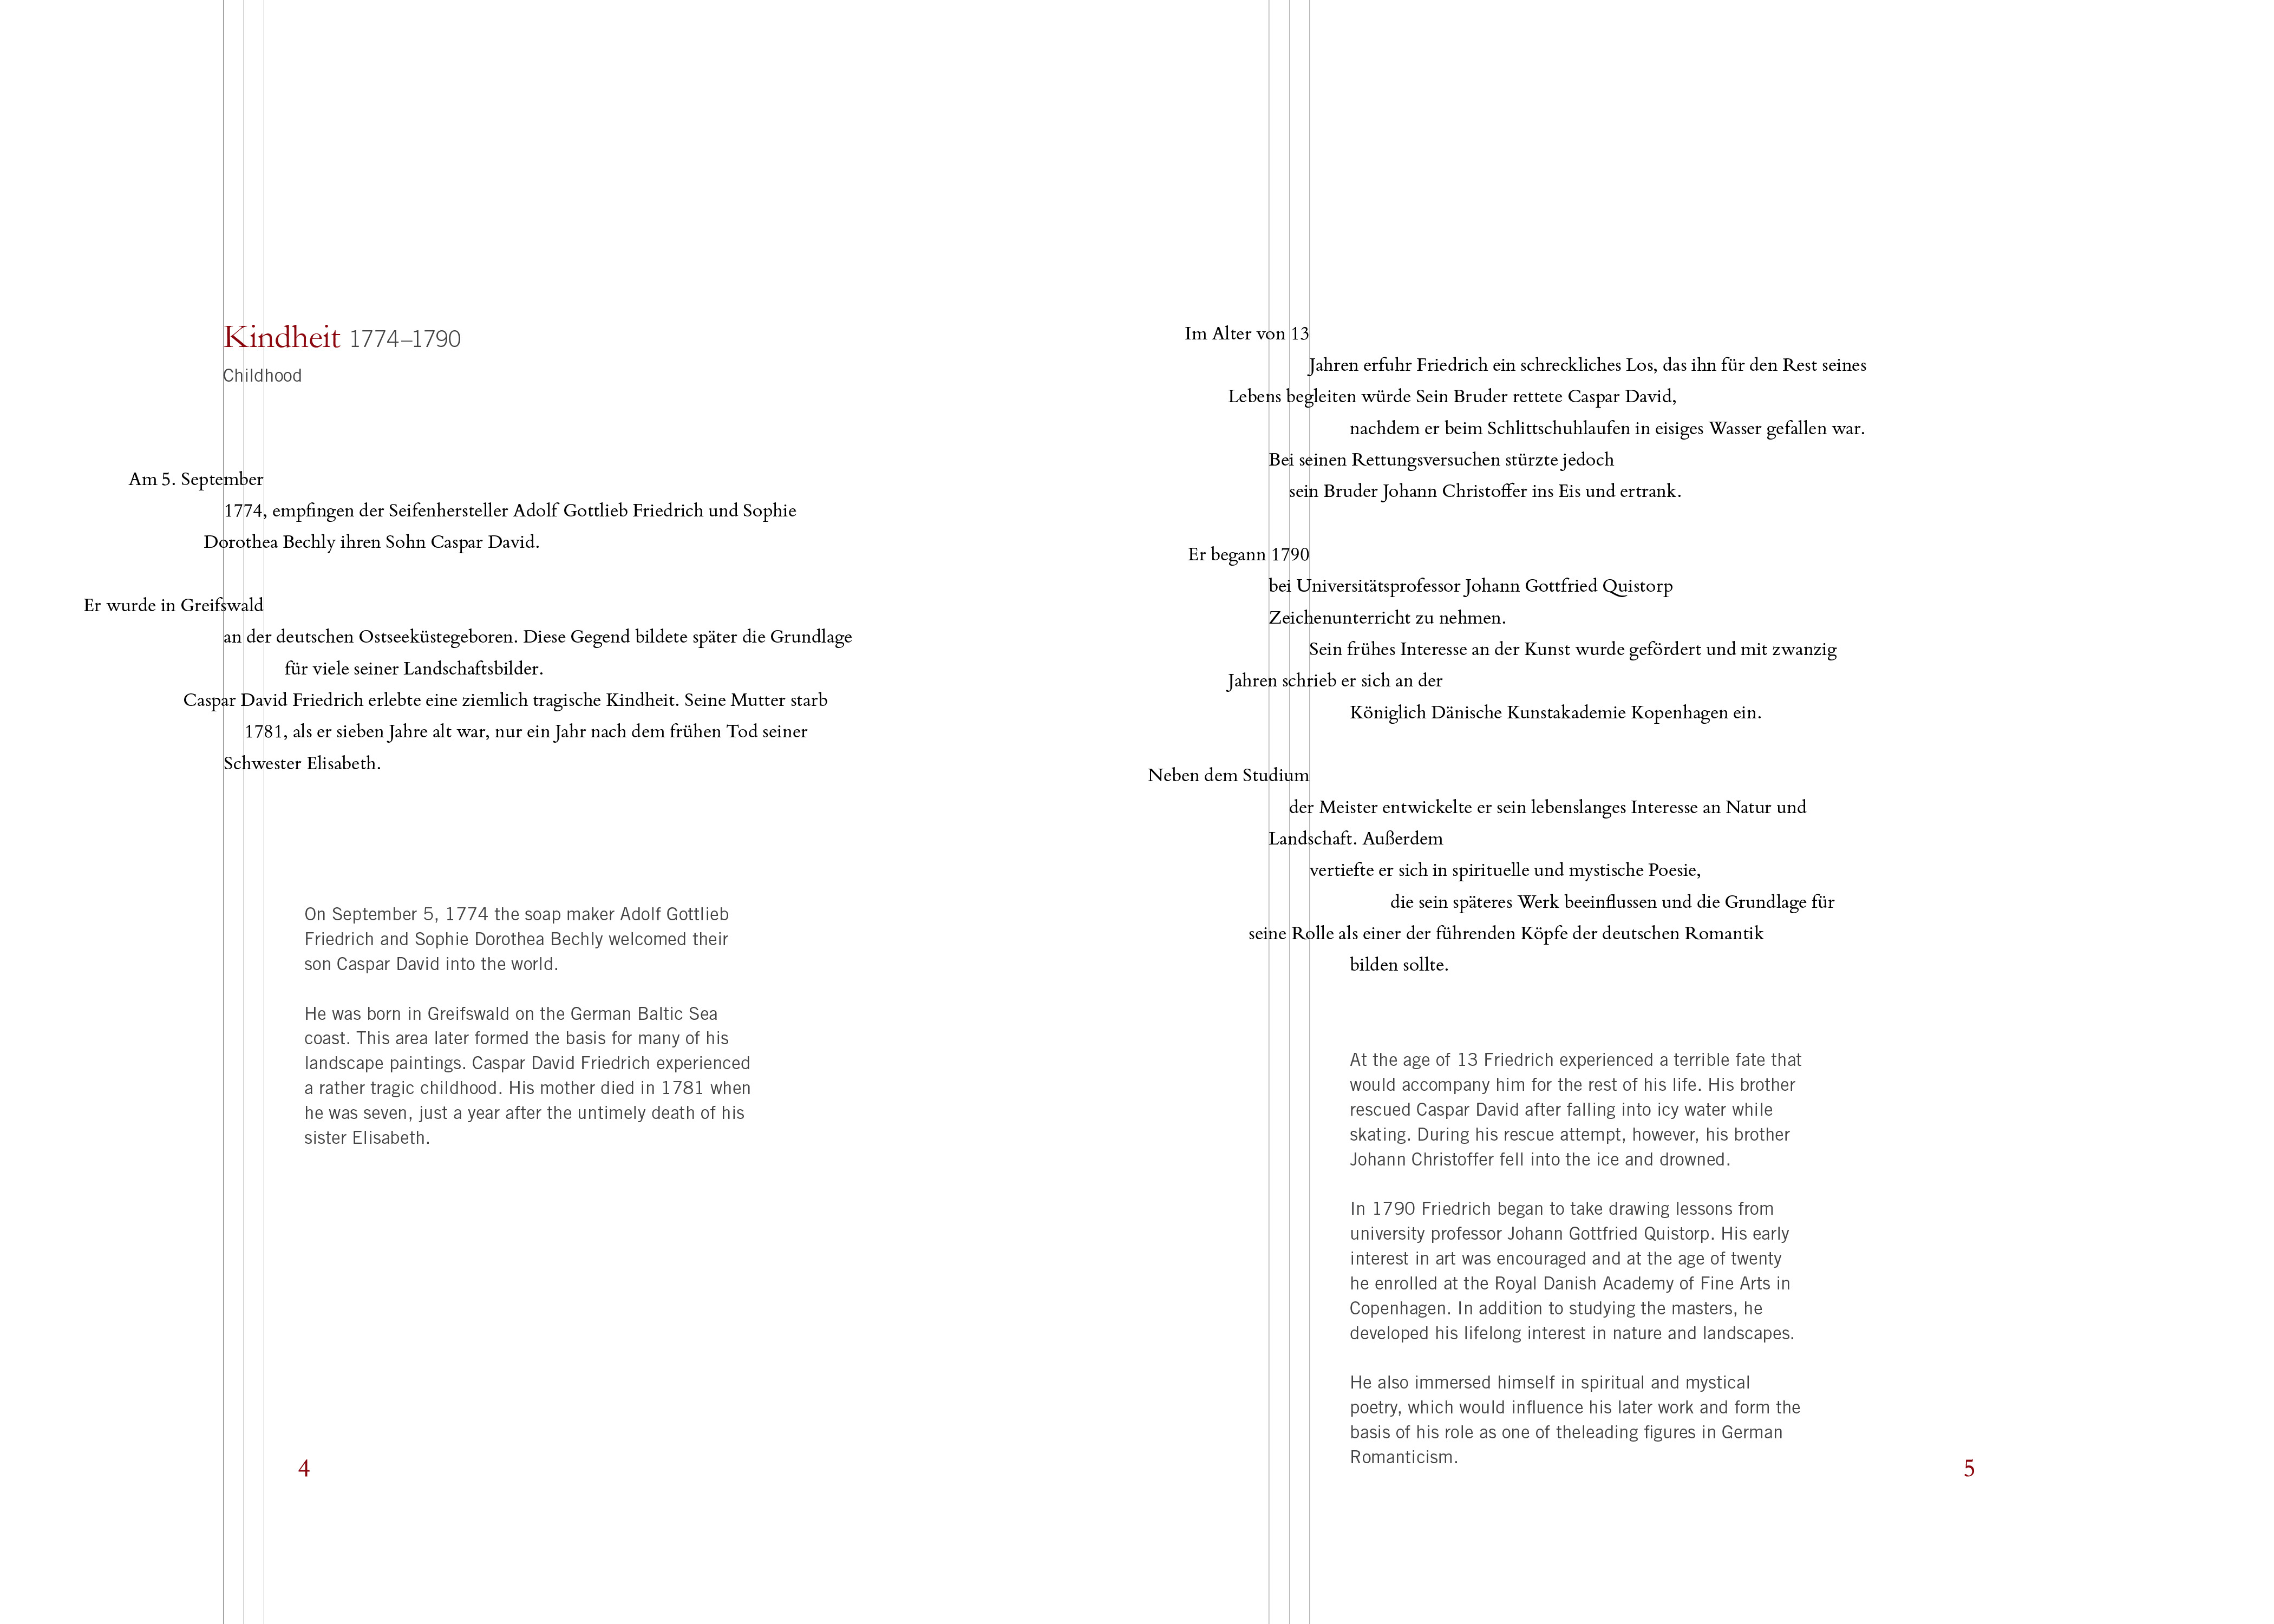 Kindheit 1774–1790
Childhood
Am 5. September
1774, empfingen der Seifenhersteller Adolf Gottlieb Friedrich und Sophie
Dorothea Bechly ihren Sohn Caspar David.
Er wurde in Greifswald
an der deutschen Ostseeküstegeboren. Diese Gegend bildete später die Grundlage
für viele seiner Landschaftsbilder.
Caspar David Friedrich erlebte eine ziemlich tragische Kindheit. Seine Mutter starb
1781, als er sieben Jahre alt war, nur ein Jahr nach dem frühen Tod seiner
Schwester Elisabeth.
On September 5, 1774 the soap maker Adolf Gottlieb
Friedrich and Sophie Dorothea Bechly welcomed their
son Caspar David into the world.
He was born in Greifswald on the German Baltic Sea
coast. This area later formed the basis for many of his
landscape paintings. Caspar David Friedrich experienced
a rather tragic childhood. His mother died in 1781 when
he was seven, just a year after the untimely death of his
sister Elisabeth.
4
Im Alter von 13
Jahren erfuhr Friedrich ein schreckliches Los, das ihn für den Rest seines
Lebens begleiten würde Sein Bruder rettete Caspar David,
nachdem er beim Schlittschuhlaufen in eisiges Wasser gefallen war.
Bei seinen Rettungsversuchen stürzte jedoch
sein Bruder Johann Christoffer ins Eis und ertrank.
Er begann 1790
bei Universitätsprofessor Johann Gottfried Quistorp
Zeichenunterricht zu nehmen.
Sein frühes Interesse an der Kunst wurde gefördert und mit zwanzig
Jahren schrieb er sich an der
Königlich Dänische Kunstakademie Kopenhagen ein.
Neben dem Studium
der Meister entwickelte er sein lebenslanges Interesse an Natur und
Landschaft. Außerdem
vertiefte er sich in spirituelle und mystische Poesie,
die sein späteres Werk beeinflussen und die Grundlage für
seine Rolle als einer der führenden Köpfe der deutschen Romantik
bilden sollte.
At the age of 13 Friedrich experienced a terrible fate that
would accompany him for the rest of his life. His brother
rescued Caspar David after falling into icy water while
skating. During his rescue attempt, however, his brother
Johann Christoffer fell into the ice and drowned.
In 1790 Friedrich began to take drawing lessons from
university professor Johann Gottfried Quistorp. His early
interest in art was encouraged and at the age of twenty
he enrolled at the Royal Danish Academy of Fine Arts in
Copenhagen. In addition to studying the masters, he
developed his lifelong interest in nature and landscapes.
He also immersed himself in spiritual and mystical
poetry, which would influence his later work and form the
basis of his role as one of theleading figures in German
Romanticism.
5